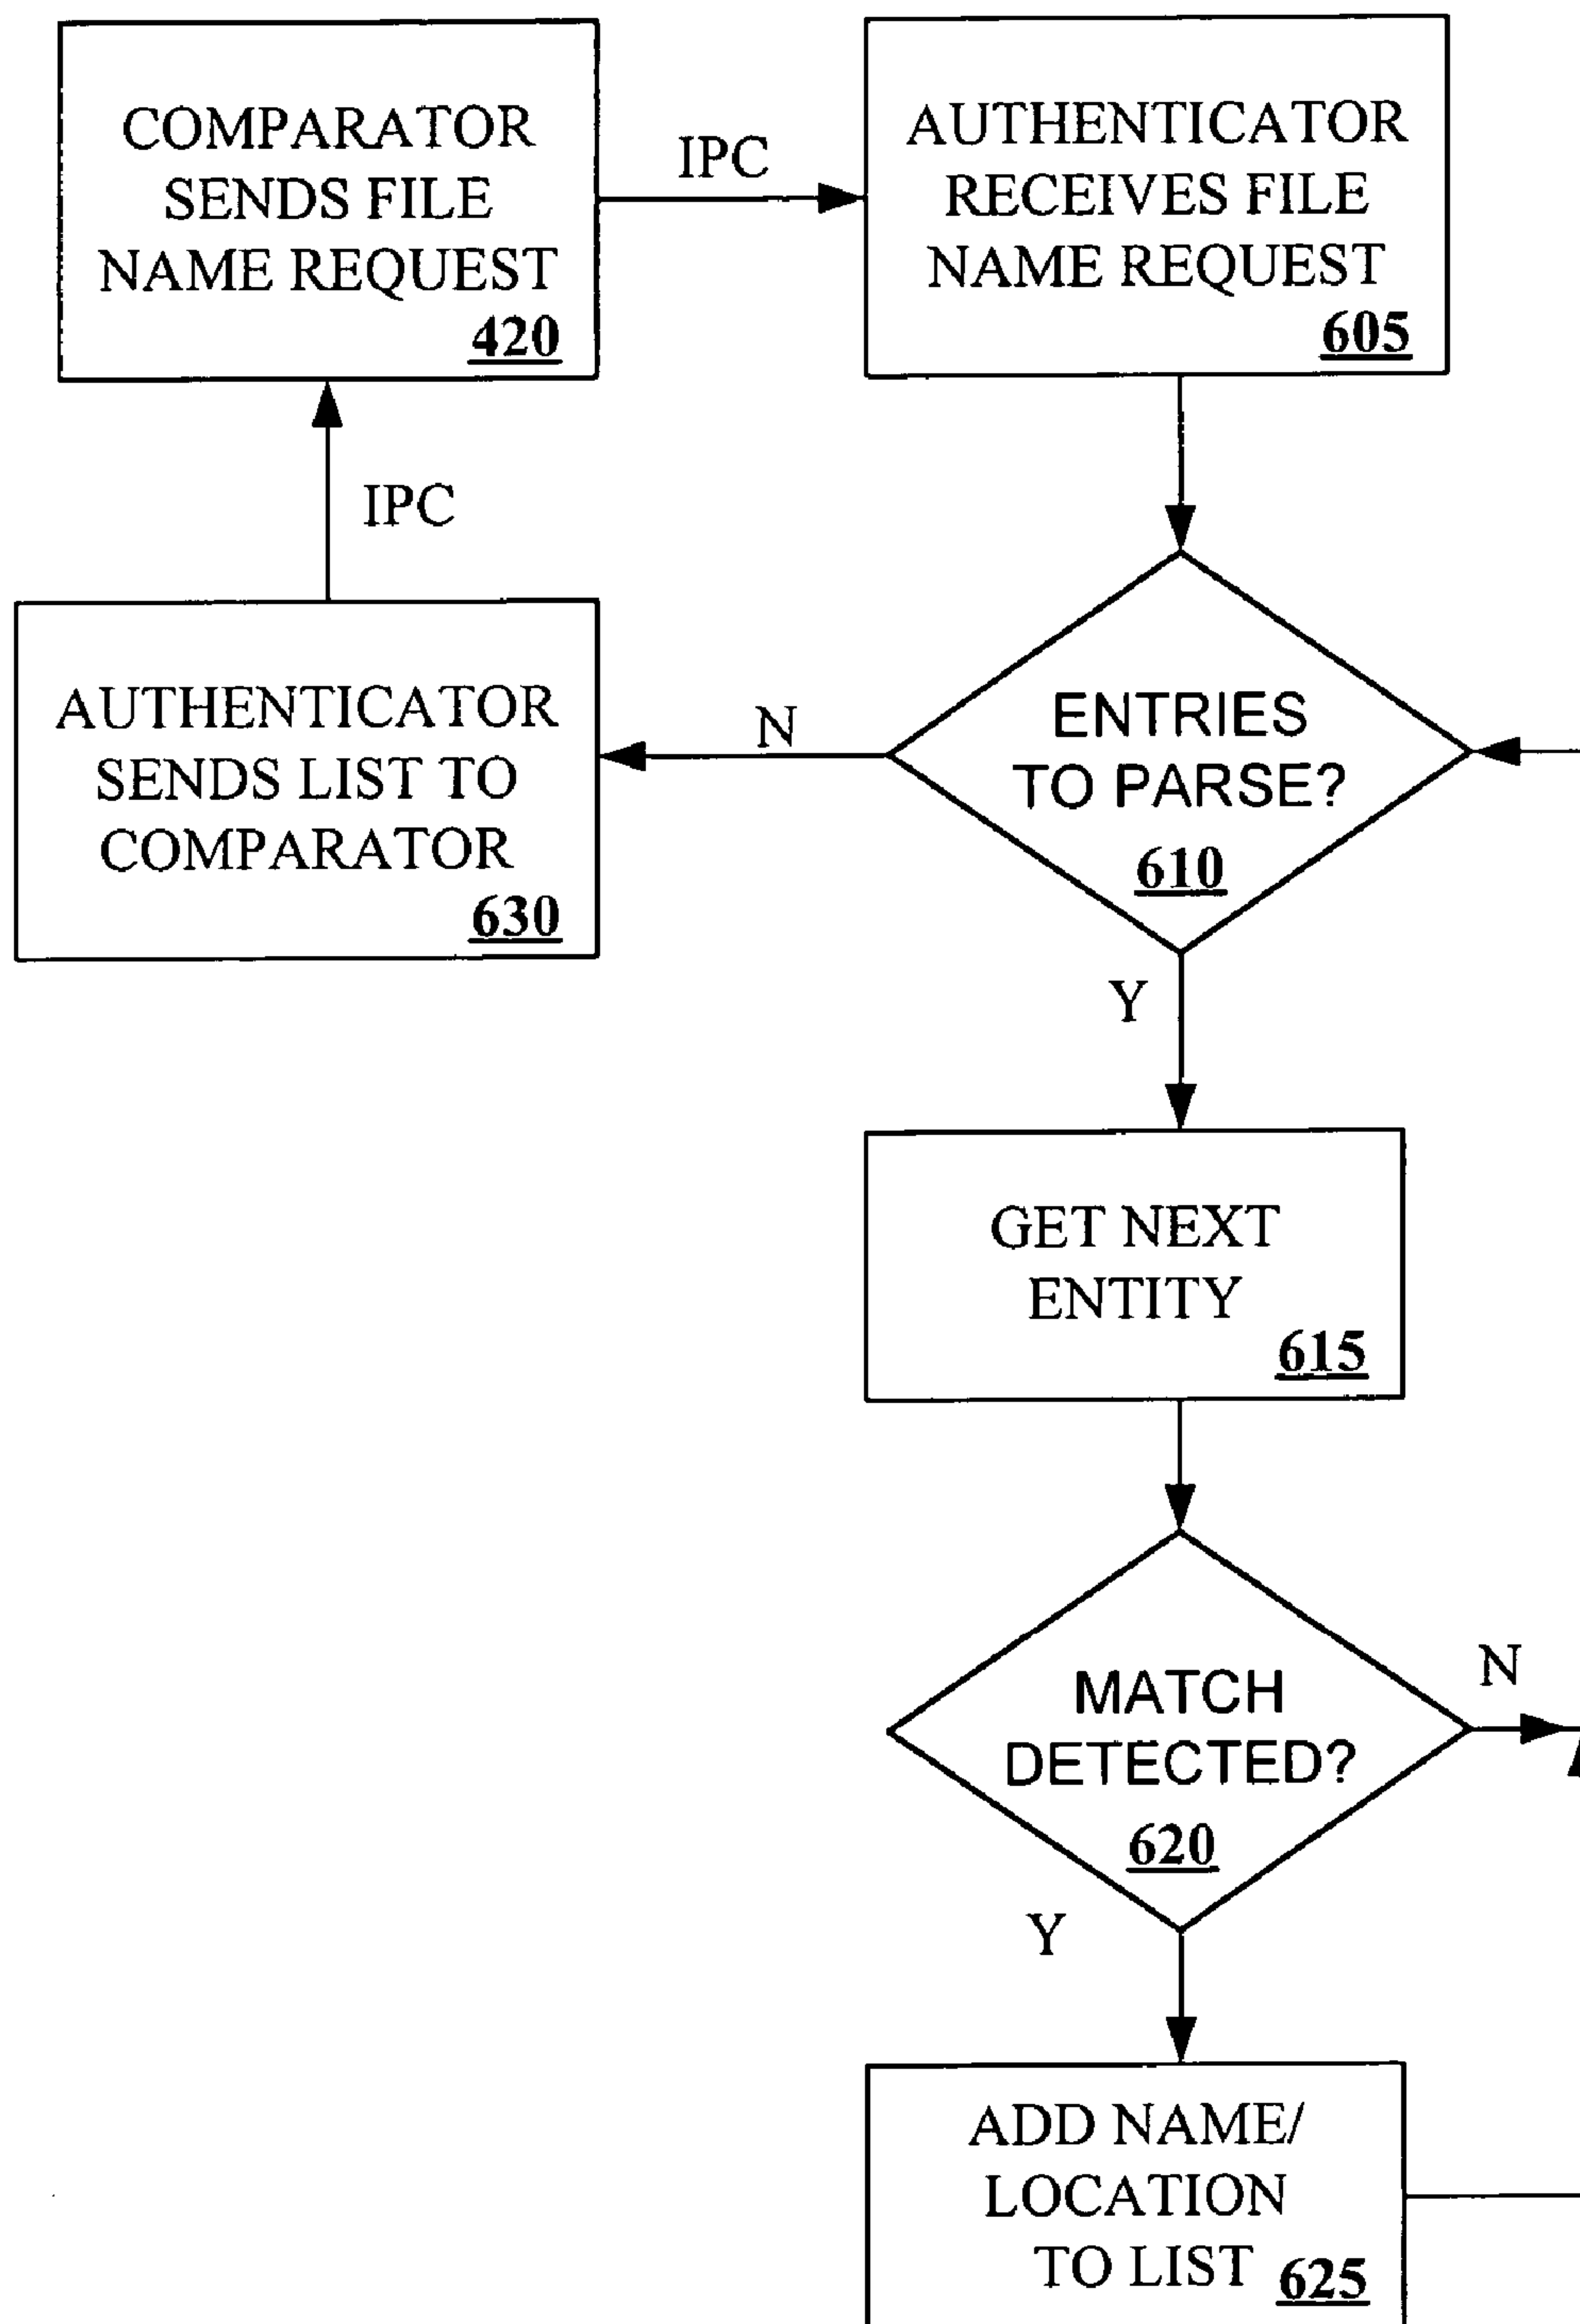 COMPARATOR
SENDS FILE
NAME REQUEST
420
IPC
AUTHENTICATOR
RECEIVES FILE
NAME REQUEST
605
IPC
AUTHENTICATOR
SENDS LIST TO
COMPARATOR
630
N
ENTRIES
TO PARSE?
610
Y
GET NEXT
ENTITY
615
MATCH
DETECTED?
620
N
Y
ADD NAME/
LOCATION
TO LIST
625